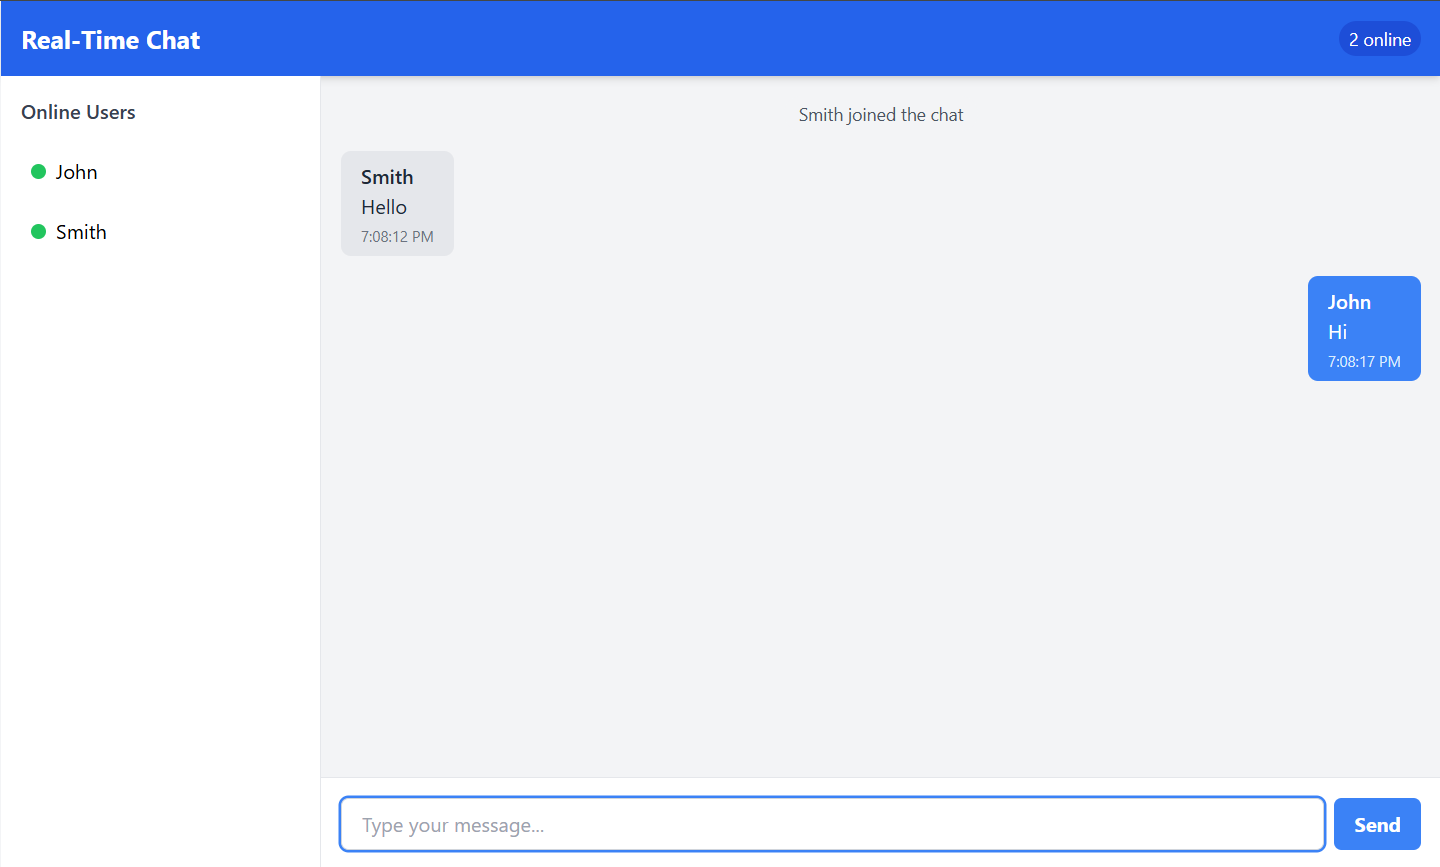 Real-Time Chat
2 online
Online Users
John
Smith
Smith joined the chat
Smith
Hello
7:08:12 PM
John
Hi
7:08:17 PM
Type your message...
Send